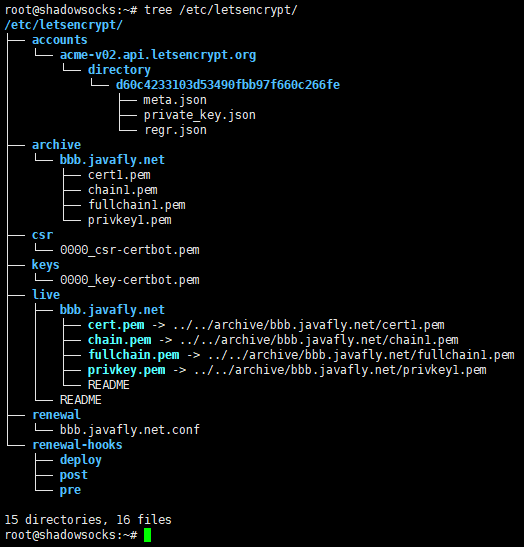 root@shadowsocks:~# tree /etc/letsencrypt/
/etc/letsencrypt/
├── accounts
│   └── acme-v02.api.letsencrypt.org
│       └── directory
│           └── d60c4233103d53490fbb97f660c266fe
│               ├── meta.json
│               ├── private_key.json
│               └── regr.json
├── archive
│   └── bbb.javafly.net
│       ├── cert1.pem
│       ├── chain1.pem
│       ├── fullchain1.pem
│       └── privkey1.pem
├── csr
│   └── 0000_csr-certbot.pem
├── keys
│   └── 0000_key-certbot.pem
├── live
│   ├── bbb.javafly.net
│   │   ├── cert.pem -> ../../archive/bbb.javafly.net/cert1.pem
│   │   ├── chain.pem -> ../../archive/bbb.javafly.net/chain1.pem
│   │   ├── fullchain.pem -> ../../archive/bbb.javafly.net/fullchain1.pem
│   │   ├── privkey.pem -> ../../archive/bbb.javafly.net/privkey1.pem
│   │   └── README
│   └── README
├── renewal
│   └── bbb.javafly.net.conf
└── renewal-hooks
    ├── deploy
    ├── post
    └── pre

15 directories, 16 files
root@shadowsocks:~#